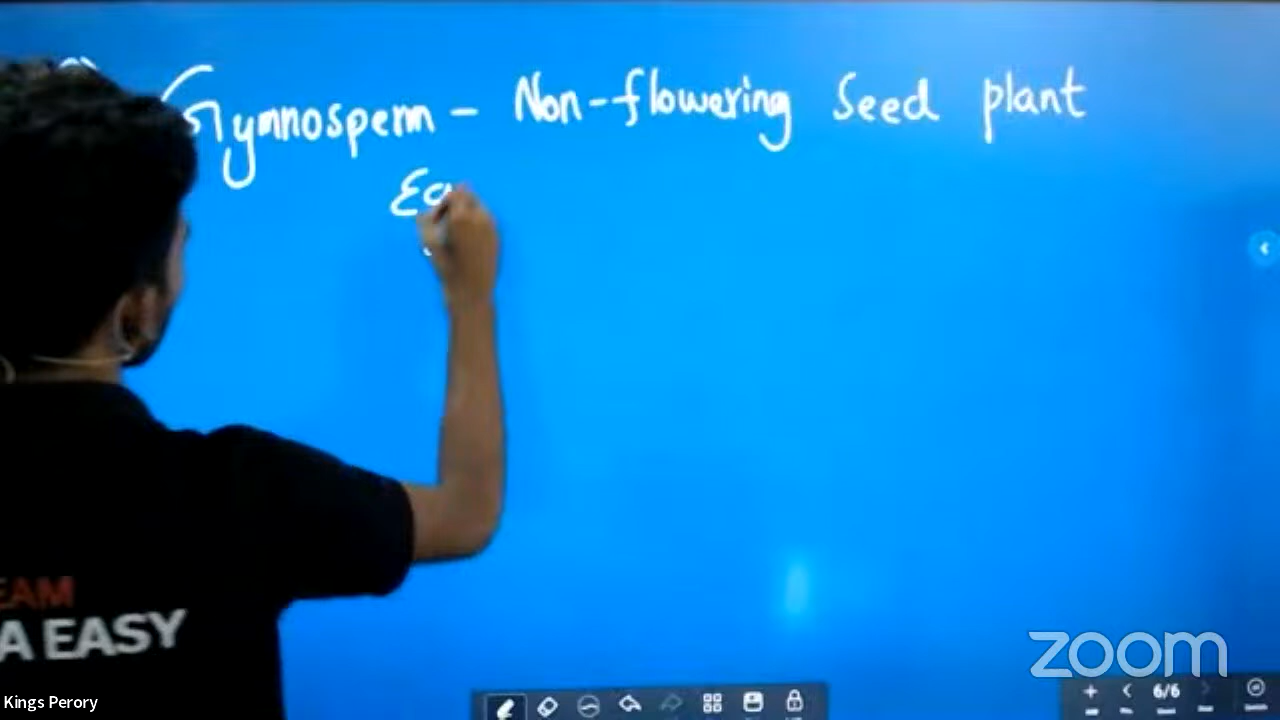 Gymnosperm - Non-flowering Seed plant
EAM
A EASY
zoom
Kings Perory
6/6